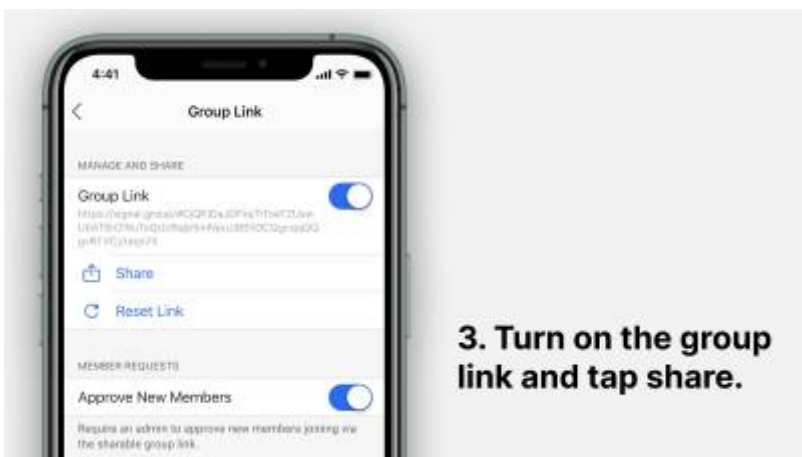 4:41
Group Link
MANAGE AND SHARE
Group Link
Share
Reset Link
MEMBER REQUESTS
Approve New Members
Require an admin to approve new members joining via
the sharable group link.
3. Turn on the group
link and tap share.